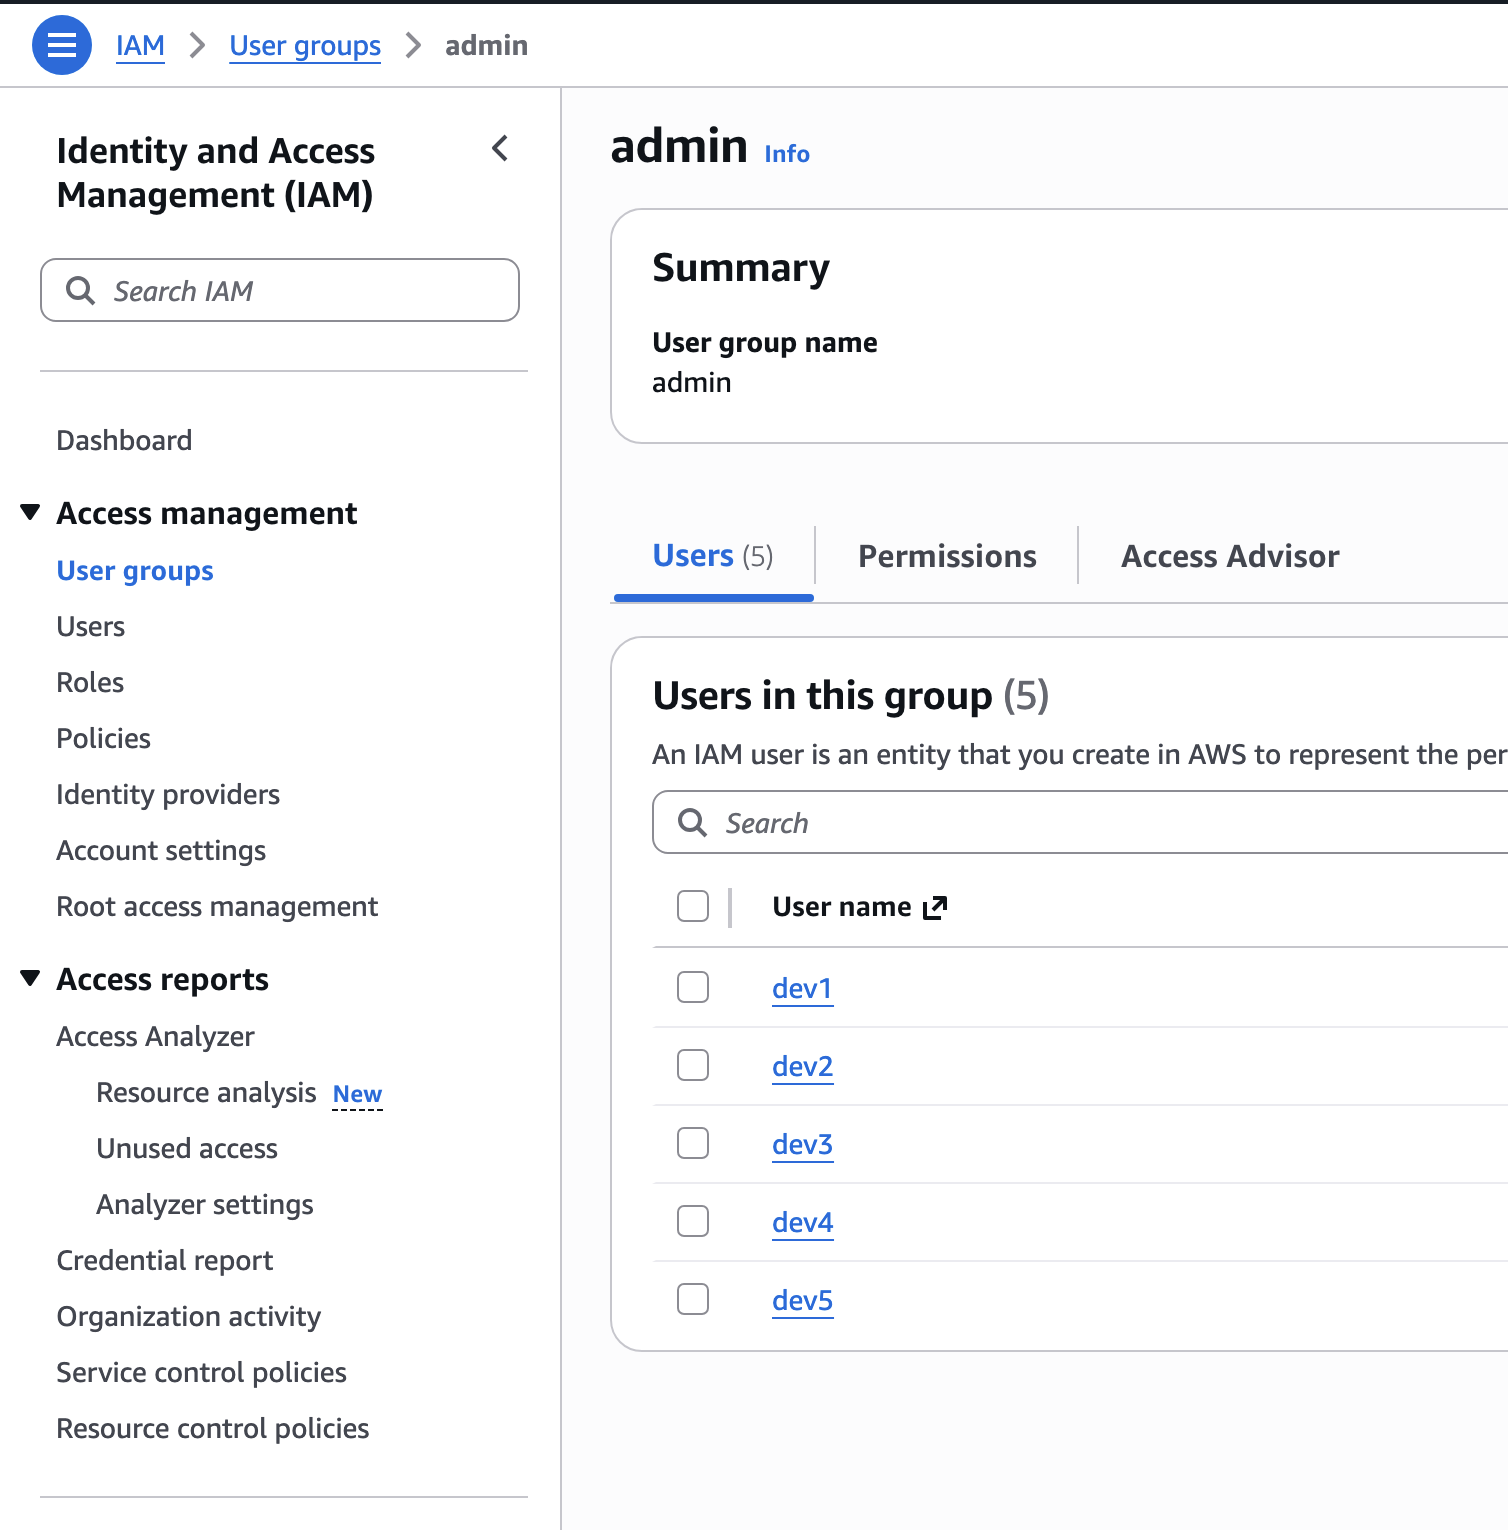 IAM > User groups > admin
Identity and Access
Management (IAM)
Search IAM
Dashboard
Access management
User groups
Users
Roles
Policies
Identity providers
Account settings
Root access management
Access reports
Access Analyzer
Resource analysis New
Unused access
Analyzer settings
Credential report
Organization activity
Service control policies
Resource control policies
admin Info
Summary
User group name
admin
Users (5)
Permissions
Access Advisor
Users in this group (5)
An IAM user is an entity that you create in AWS to represent the per
Search
User name
dev1
dev2
dev3
dev4
dev5